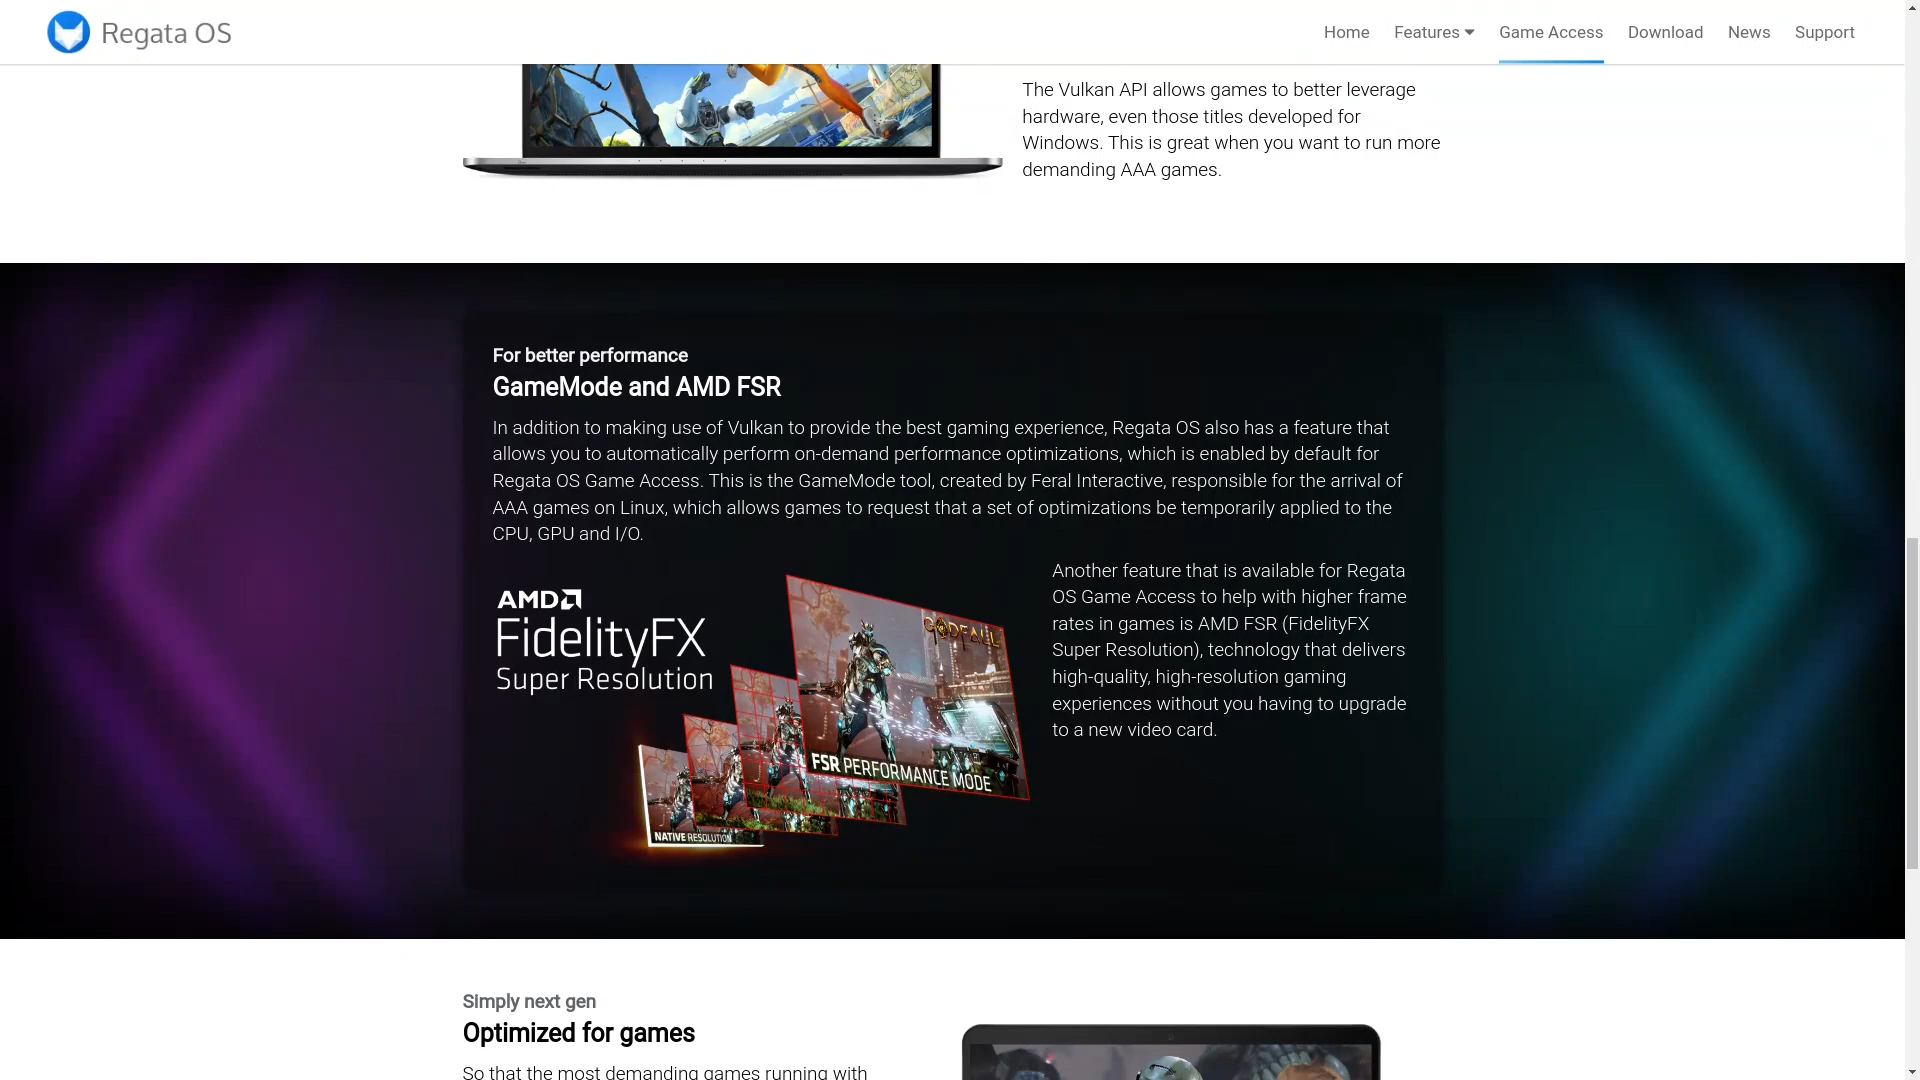 Regata OS
Home
Features
Game Access
Download
News
Support
The Vulkan API allows games to better leverage
hardware, even those titles developed for
Windows. This is great when you want to run more
demanding AAA games.
For better performance
GameMode and AMD FSR
In addition to making use of Vulkan to provide the best gaming experience, Regata OS also has a feature that
allows you to automatically perform on-demand performance optimizations, which is enabled by default for
Regata OS Game Access. This is the GameMode tool, created by Feral Interactive, responsible for the arrival of
AAA games on Linux, which allows games to request that a set of optimizations be temporarily applied to the
CPU, GPU and I/O.
AMD
FidelityFX
Super Resolution
GODFALL
FSR PERFORMANCE MODE
NATIVE RESOLUTION
Another feature that is available for Regata
OS Game Access to help with higher frame
rates in games is AMD FSR (FidelityFX
Super Resolution), technology that delivers
high-quality, high-resolution gaming
experiences without you having to upgrade
to a new video card.
Simply next gen
Optimized for games
So that the most demanding games running with